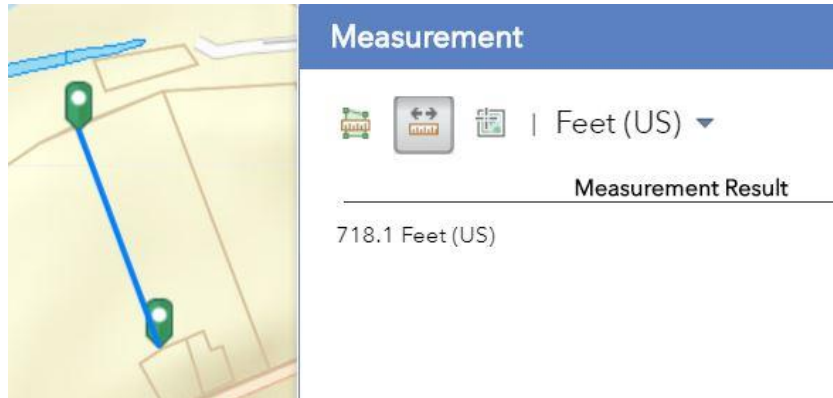 Measurement
| Feet (US)
Measurement Result
718.1 Feet (US)